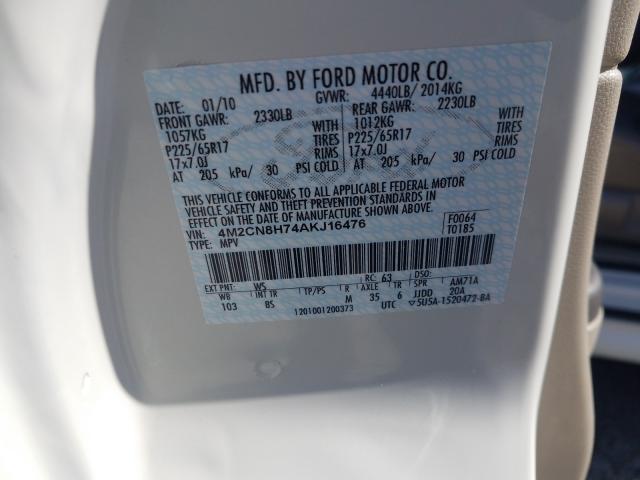 MFD. BY FORD MOTOR CO.
DATE: 01/10 GVWR: 4440LB/ 2014KG
FRONT GAWR: 2330LB REAR GAWR: 2230LB
1057KG WITH 1012KG WITH
P225/65R17 TIRES P225/65R17 TIRES
17x7.0J RIMS 17x7.0J RIMS
AT 205 kPa/ 30 PSI COLD AT 205 kPa/ 30 PSI COLD
THIS VEHICLE CONFORMS TO ALL APPLICABLE FEDERAL MOTOR
VEHICLE SAFETY AND THEFT PREVENTION STANDARDS IN
EFFECT ON THE DATE OF MANUFACTURE SHOWN ABOVE.
VIN: 4M2CN8H74AKJ16476 F0064
TYPE: MPV T0185
EXT PNT: WS RC: 63 DSO:
WB INT TR TP/PS R AXLE TR SPR AM71A
103 BS M 35 6 JJDD 20A
1201001200373 UTC 5U5A-1520472-BA